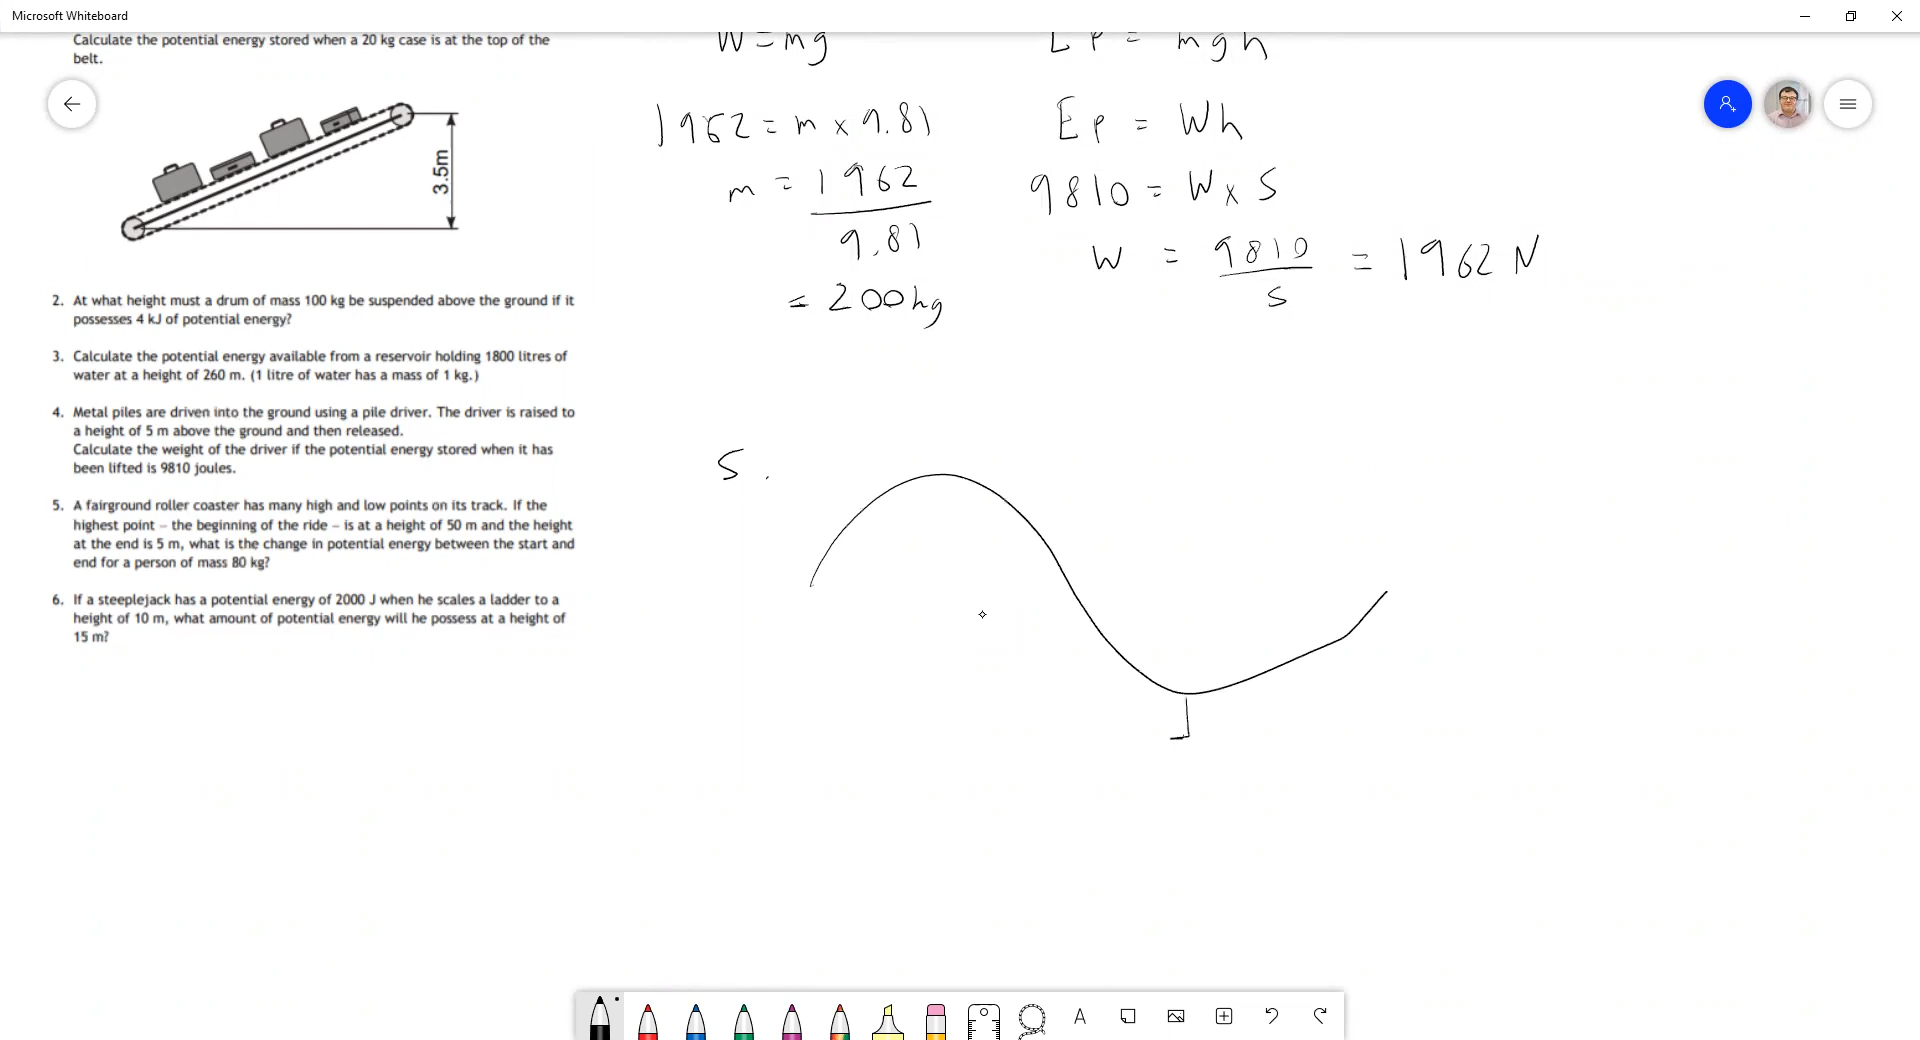 Microsoft Whiteboard
Calculate the potential energy stored when a 20 kg case is at the top of the
belt.
3.5m
2. At what height must a drum of mass 100 kg be suspended above the ground if it
possesses 4 kJ of potential energy?
3. Calculate the potential energy available from a reservoir holding 1800 litres of
water at a height of 260 m. (1 litre of water has a mass of 1 kg.)
4. Metal piles are driven into the ground using a pile driver. The driver is raised to
a height of 5 m above the ground and then released.
Calculate the weight of the driver if the potential energy stored when it has
been lifted is 9810 joules.
5. A fairground roller coaster has many high and low points on its track. If the
highest point – the beginning of the ride – is at a height of 50 m and the height
at the end is 5 m, what is the change in potential energy between the start and
end for a person of mass 80 kg?
6. If a steeplejack has a potential energy of 2000 J when he scales a ladder to a
height of 10 m, what amount of potential energy will he possess at a height of
15 m?
W = mg
1962 = m x 9.81
m = 1962
9.81
= 200kg
Ep = mgh
Ep = Wh
9810 = W x 5
W = 9810 = 1962 N
5
5.
A